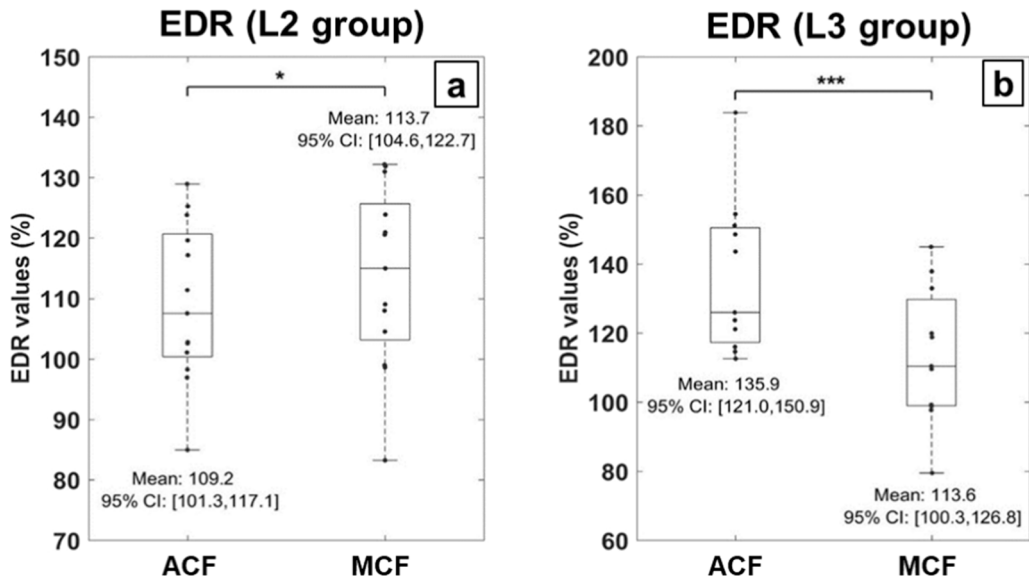 EDR (L2 group)
a
*
150
140
130
120
110
100
90
80
70
EDR values (%)
Mean: 113.7
95% CI: [104.6,122.7]
Mean: 109.2
95% CI: [101.3,117.1]
ACF
MCF
EDR (L3 group)
b
***
200
180
160
140
120
100
80
60
EDR values (%)
Mean: 135.9
95% CI: [121.0,150.9]
Mean: 113.6
95% CI: [100.3,126.8]
ACF
MCF